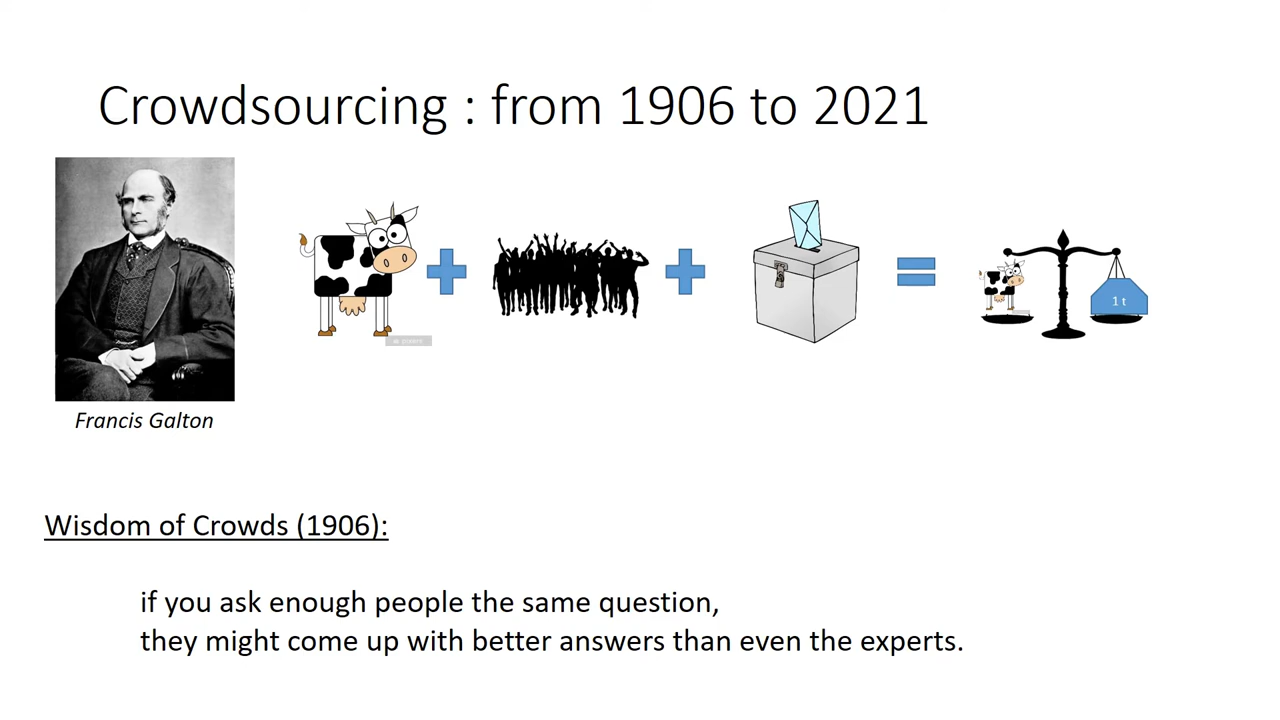 Crowdsourcing : from 1906 to 2021
1 t
Francis Galton
Wisdom of Crowds (1906):
if you ask enough people the same question,
they might come up with better answers than even the experts.